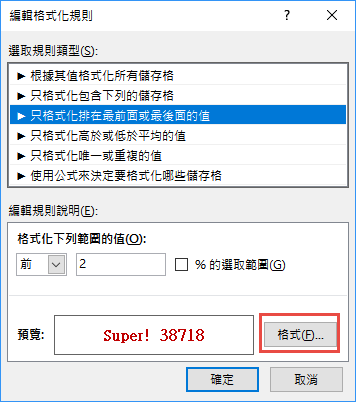 編輯格式化規則 ? ×
選取規則類型(S):
► 根據其值格式化所有儲存格
► 只格式化包含下列的儲存格
► 只格式化排在最前面或最後面的值
► 只格式化高於或低於平均的值
► 只格式化唯一或重複的值
► 使用公式來決定要格式化哪些儲存格
編輯規則說明(E):
格式化下列範圍的值(O):
前 2 % 的選取範圍(G)
預覽: Super! 38718 格式(F)...
確定 取消